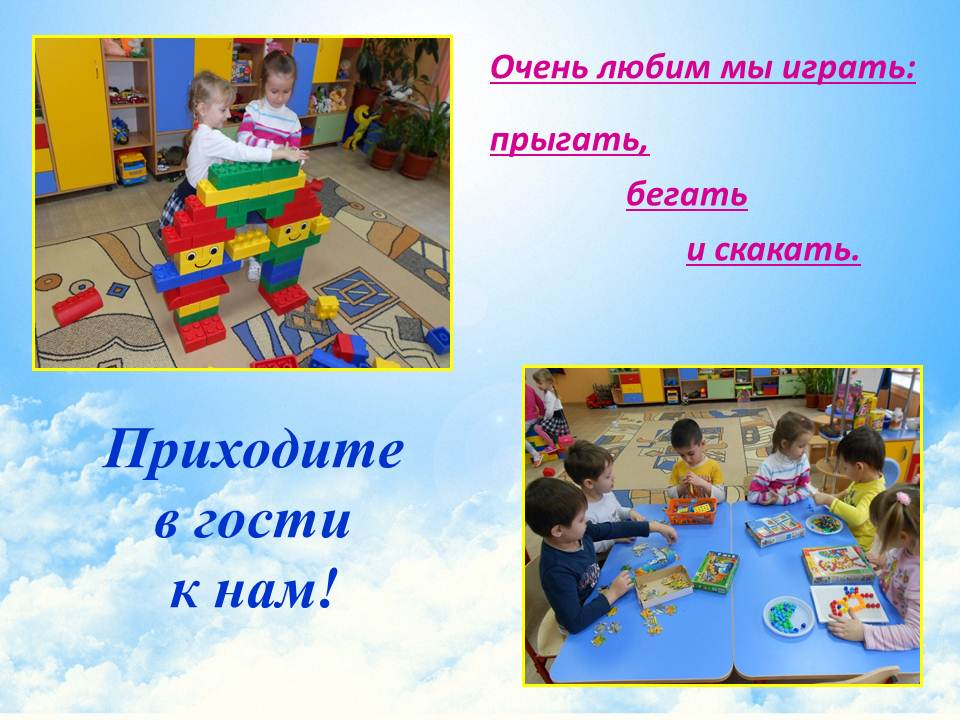 Очень любим мы играть:
прыгать,
бегать
и скакать.
Приходите
в гости
к нам!